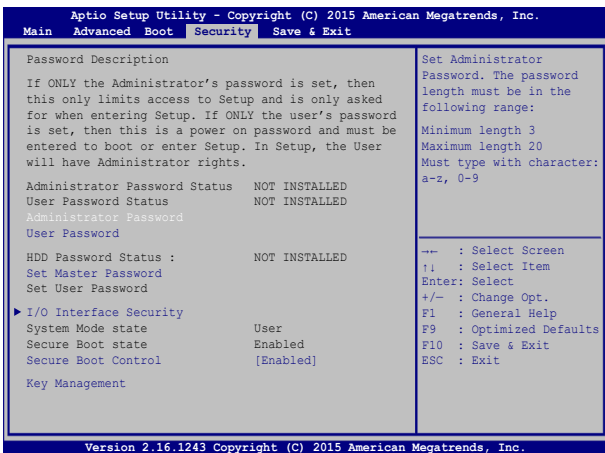 Aptio Setup Utility - Copyright (C) 2015 American Megatrends, Inc.
Main Advanced Boot Security Save & Exit
Password Description
If ONLY the Administrator's password is set, then
this only limits access to Setup and is only asked
for when entering Setup. If ONLY the user's password
is set, then this is a power on password and must be
entered to boot or enter Setup. In Setup, the User
will have Administrator rights.
Administrator Password Status NOT INSTALLED
User Password Status NOT INSTALLED
Administrator Password
User Password
HDD Password Status : NOT INSTALLED
Set Master Password
Set User Password
I/O Interface Security
System Mode state User
Secure Boot state Enabled
Secure Boot Control [Enabled]
Key Management
Set Administrator
Password. The password
length must be in the
following range:
Minimum length 3
Maximum length 20
Must type with character:
a-z, 0-9
→← : Select Screen
↑↓ : Select Item
Enter: Select
+/— : Change Opt.
F1 : General Help
F9 : Optimized Defaults
F10 : Save & Exit
ESC : Exit
Version 2.16.1243 Copyright (C) 2015 American Megatrends, Inc.